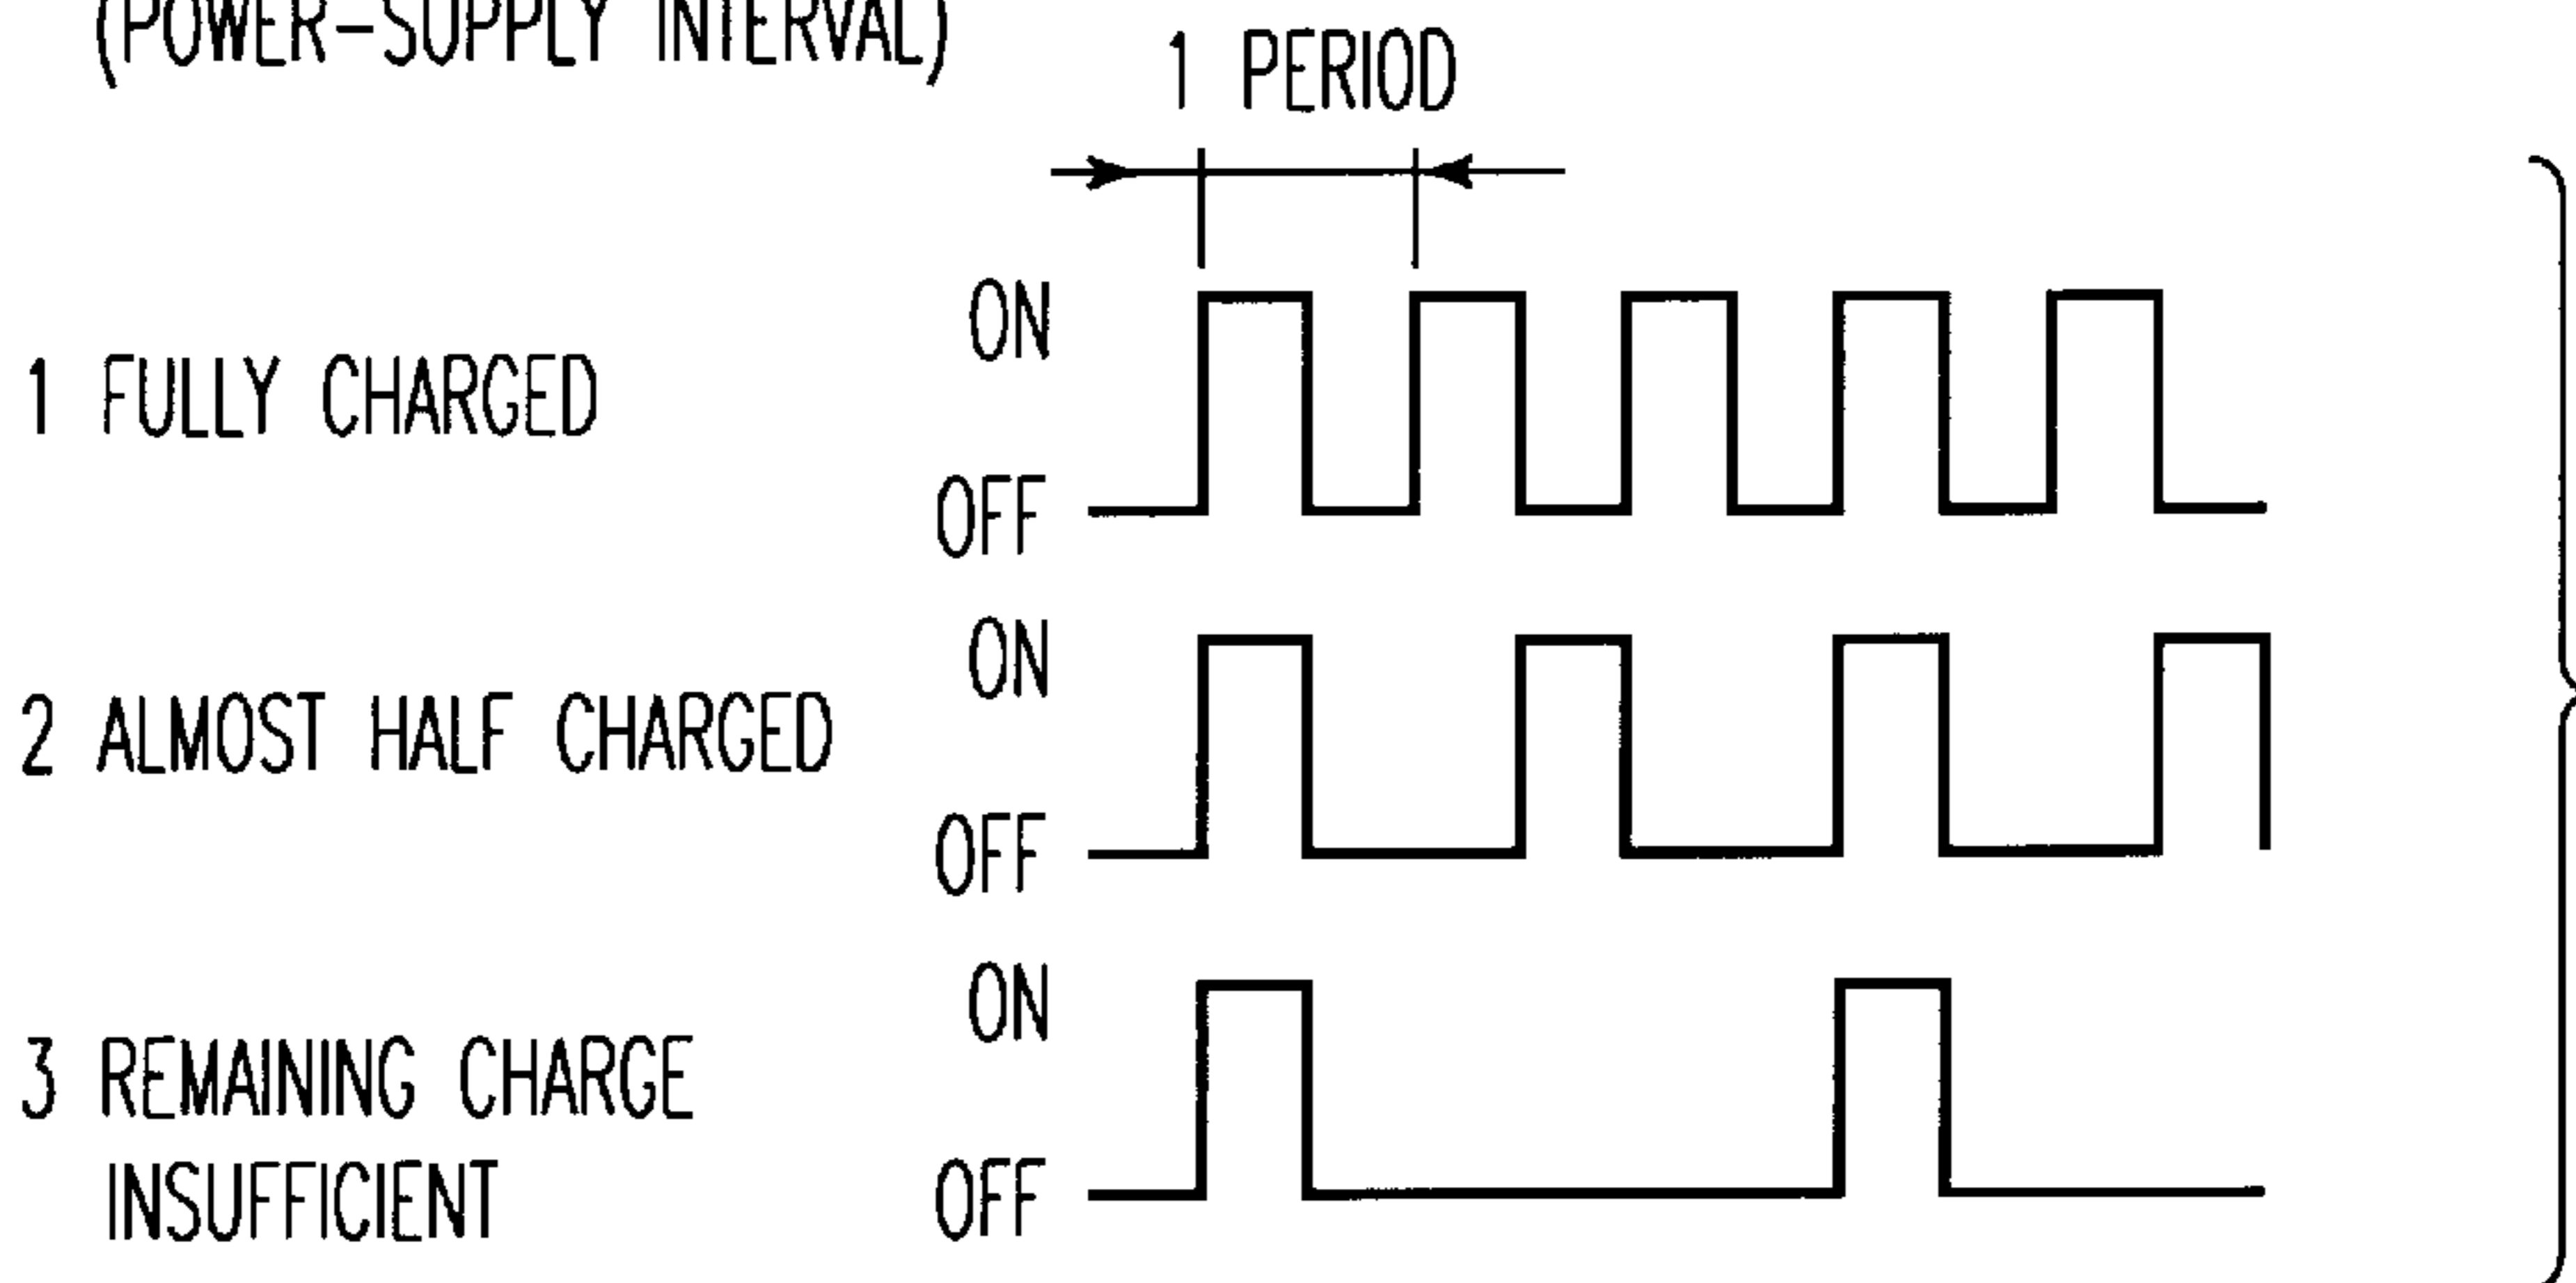 (POWER-SUPPLY INTERVAL)
1 PERIOD
ON
1 FULLY CHARGED
OFF
ON
2 ALMOST HALF CHARGED
OFF
ON
3 REMAINING CHARGE
INSUFFICIENT
OFF